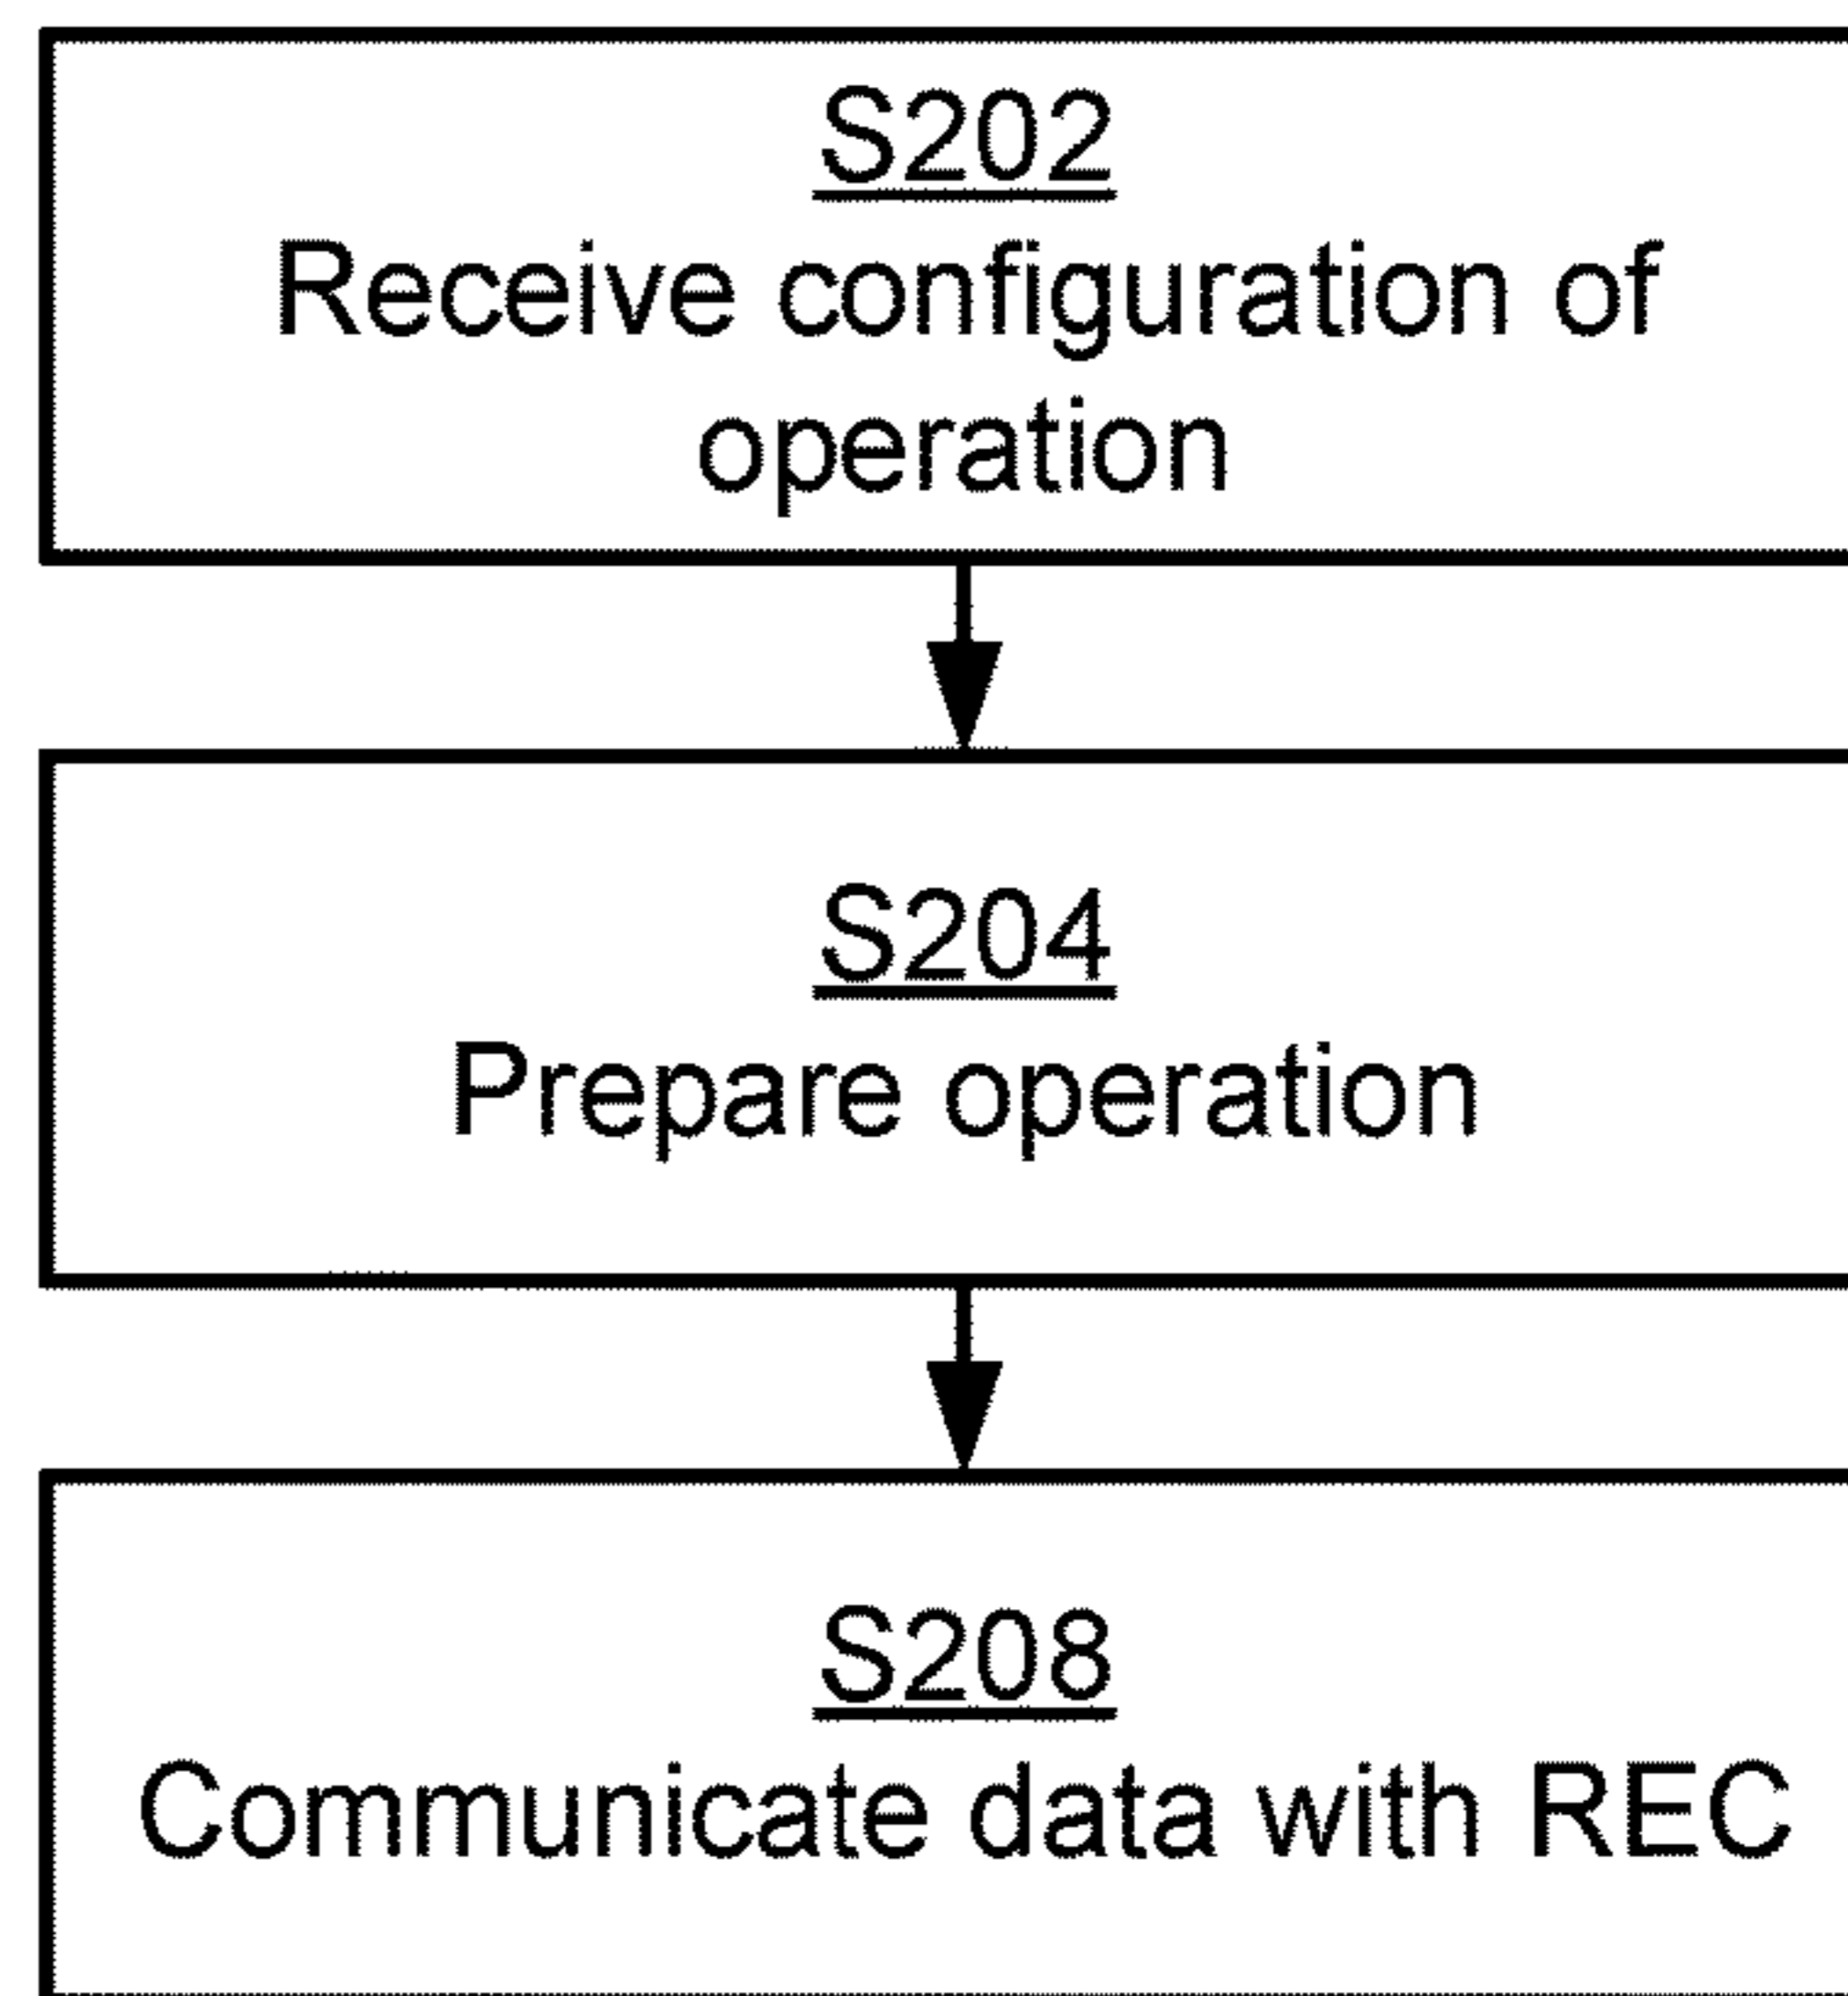 S202
Receive configuration of
operation
S204
Prepare operation
S208
Communicate data with REC